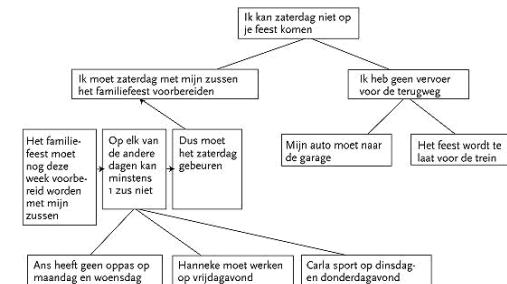 Ik kan zaterdag niet op
je feest komen
Ik moet zaterdag met mijn zussen
het familiefeest voorbereiden
Ik heb geen vervoer
voor de terugweg
Het familie-
feest moet
nog deze
week voorbe-
reid worden
met mijn
zussen
Op elk van
de andere
dagen kan
minstens
1 zus niet
Dus moet
het zaterdag
gebeuren
Mijn auto moet naar
de garage
Het feest wordt te
laat voor de trein
Ans heeft geen oppas op
maandag en woensdag
Hanneke moet werken
op vrijdagavond
Carla sport op dinsdag-
en donderdagavond